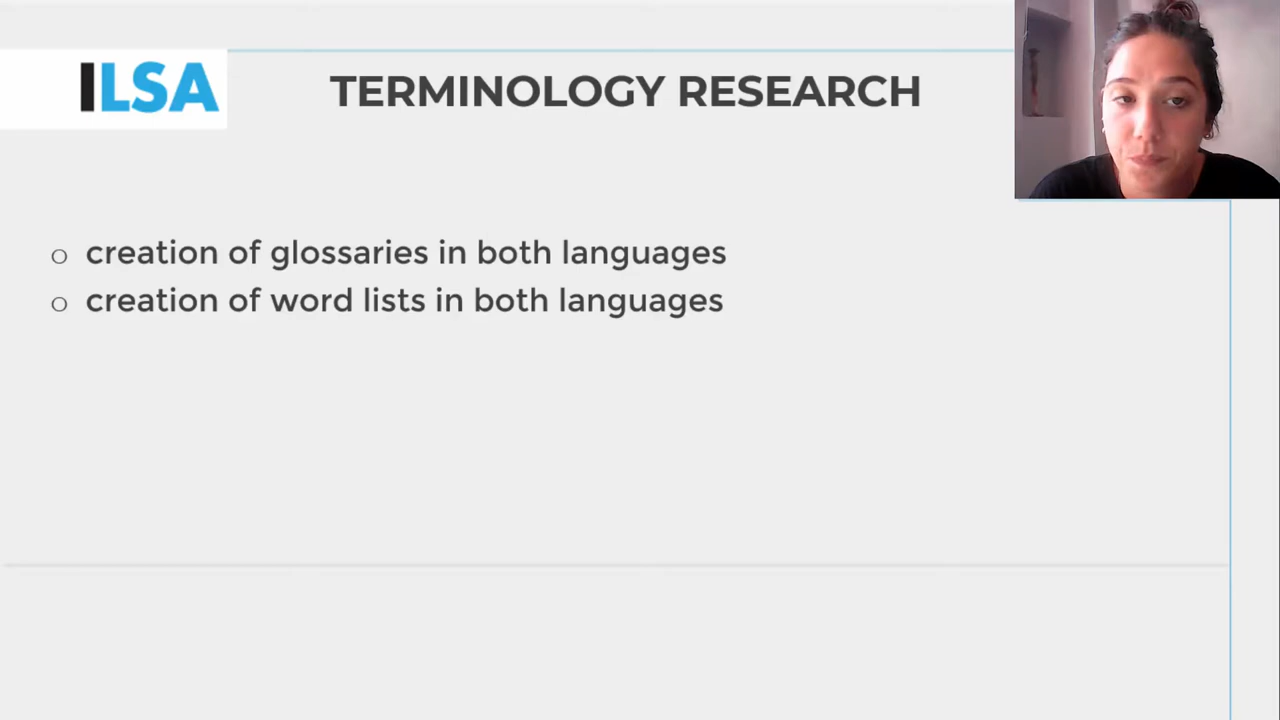 ILSA
TERMINOLOGY RESEARCH
o creation of glossaries in both languages
o creation of word lists in both languages